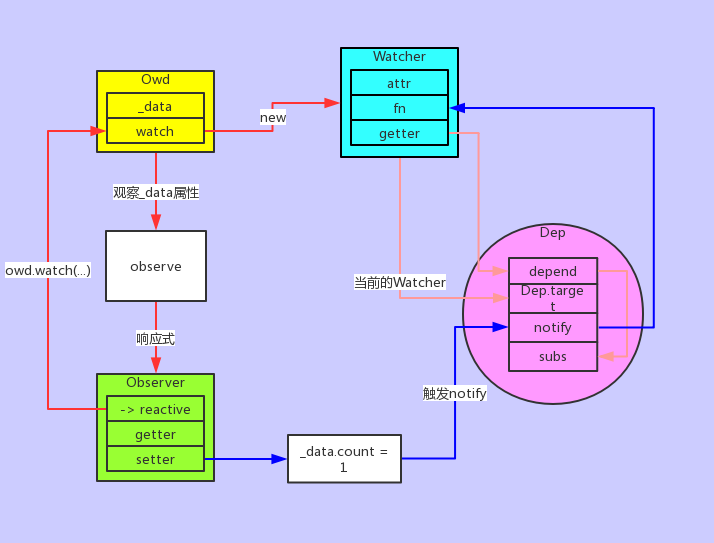 Owd
_data
watch
new
Watcher
attr
fn
getter
观察_data属性
observe
owd.watch(...)
响应式
Observer
-> reactive
getter
setter
_data.count =
1
当前的Watcher
触发notify
Dep
depend
Dep.targe
t
notify
subs